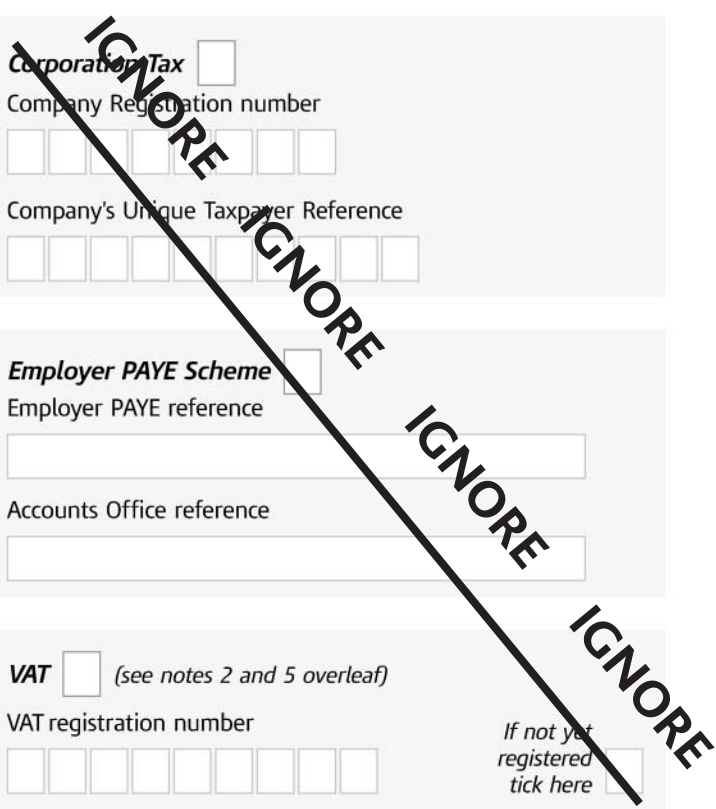 Corporation Tax
IGNORE
Company Registration number
Company's Unique Taxpayer Reference
IGNORE
Employer PAYE Scheme
Employer PAYE reference
IGNORE
Accounts Office reference
IGNORE
VAT (see notes 2 and 5 overleaf)
VAT registration number
If not yet
registered
tick here